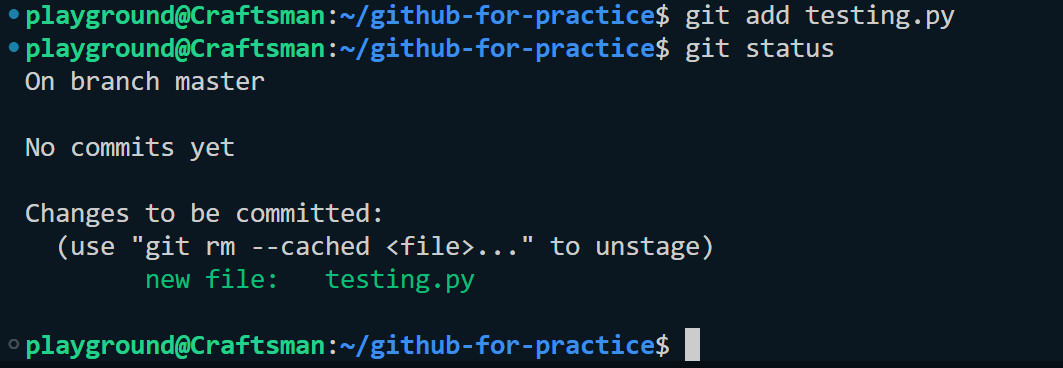 playground@Craftsman:~/github-for-practice$ git add testing.py
playground@Craftsman:~/github-for-practice$ git status
On branch master
No commits yet
Changes to be committed:
(use "git rm --cached <file>..." to unstage)
new file: testing.py
playground@Craftsman:~/github-for-practice$